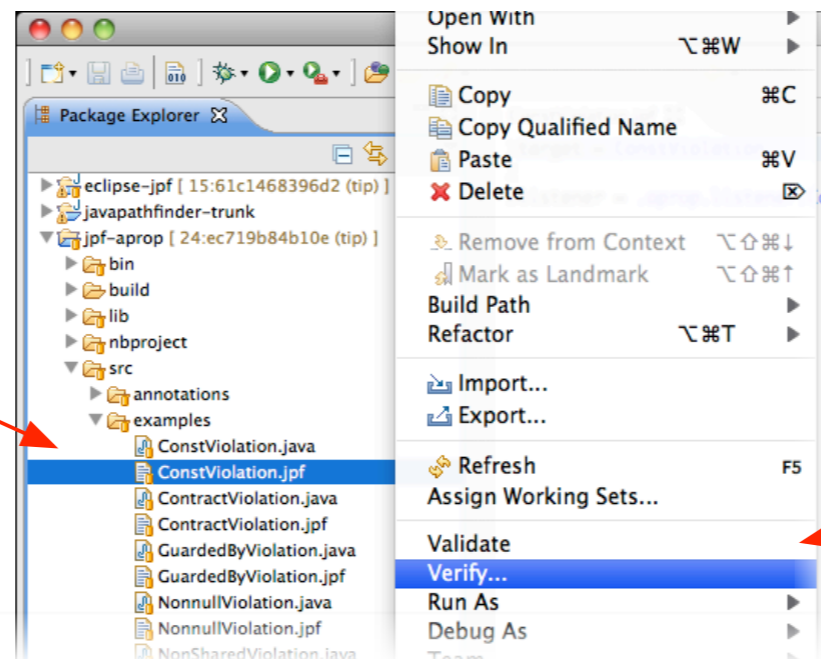 Package Explorer
eclipse-jpf [ 15:61c1468396d2 (tip) ]
javapathfinder-trunk
jpf-aprop [ 24:ec719b84b10e (tip) ]
bin
build
lib
nbproject
src
annotations
examples
ConstViolation.java
ConstViolation.jpf
ContractViolation.java
ContractViolation.jpf
GuardedByViolation.java
GuardedByViolation.jpf
NonnullViolation.java
NonnullViolation.jpf
NonSharedViolation.java
Open With
Show In ⌥⌘W
Copy ⌘C
Copy Qualified Name
Paste ⌘V
Delete ⌦
Remove from Context ⌥⇧⌘↓
Mark as Landmark ⌥⇧⌘↑
Build Path
Refactor ⌥⌘T
Import...
Export...
Refresh F5
Assign Working Sets...
Validate
Verify...
Run As
Debug As
Team